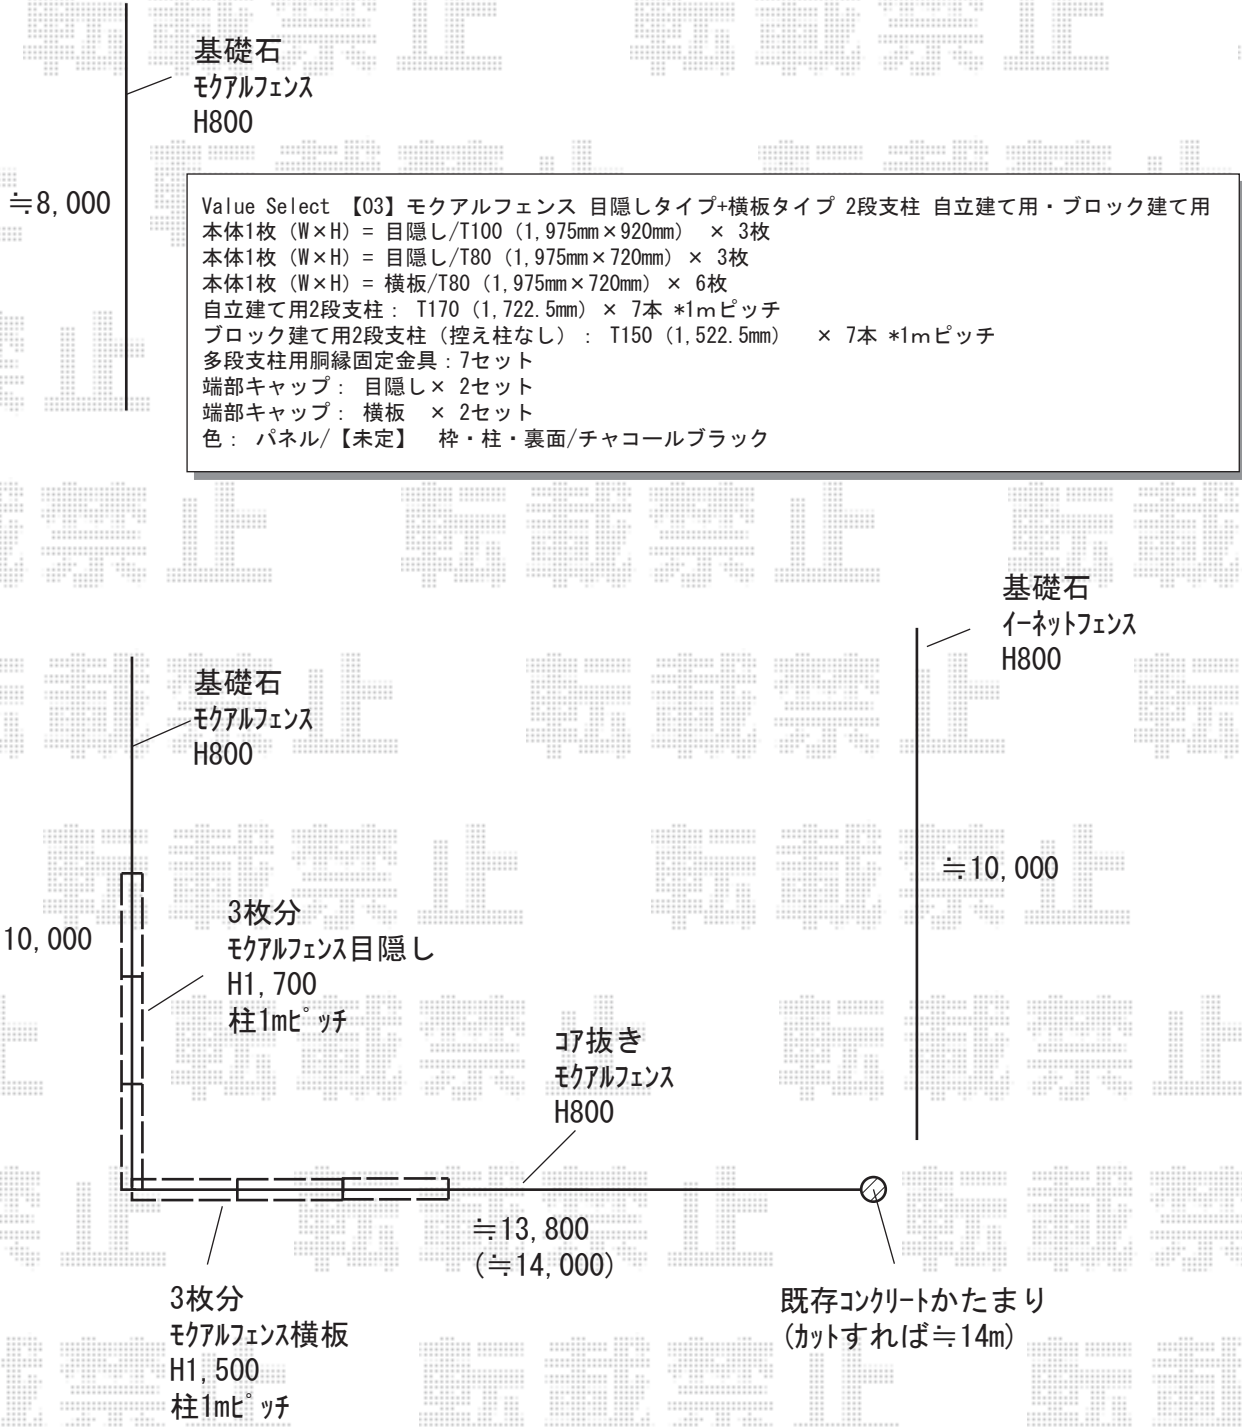 基礎石
モクアルフェンス
H800
≒8,000
Value Select 【03】モクアルフェンス 目隠しタイプ+横板タイプ 2段支柱 自立建て用・ブロック建て用
本体1枚（W×H）= 目隠し/T100（1,975mm×920mm） × 3枚
本体1枚（W×H）= 目隠し/T80（1,975mm×720mm）× 3枚
本体1枚（W×H）= 横板/T80（1,975mm×720mm）× 6枚
自立建て用2段支柱： T170（1,722.5mm）× 7本 *1mピッチ
ブロック建て用2段支柱（控え柱なし）： T150（1,522.5mm） × 7本 *1mピッチ
多段支柱用胴縁固定金具：7セット
端部キャップ： 目隠し× 2セット
端部キャップ： 横板 × 2セット
色： パネル/【未定】 枠・柱・裏面/チャコールブラック
基礎石
イーネットフェンス
H800
≒10,000
基礎石
モクアルフェンス
H800
10,000
3枚分
モクアルフェンス目隠し
H1,700
柱1mピッチ
コア抜き
モクアルフェンス
H800
≒13,800
(≒14,000)
3枚分
モクアルフェンス横板
H1,500
柱1mピッチ
既存コンクリートかたまり
(カットすれば≒14m)
転載禁止